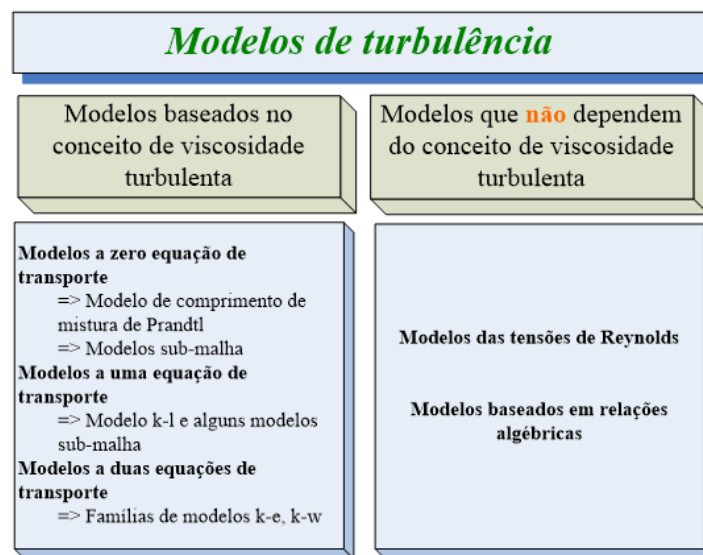 Modelos de turbulência
Modelos baseados no
conceito de viscosidade
turbulenta
Modelos que não dependem
do conceito de viscosidade
turbulenta
Modelos a zero equação de
transporte
=> Modelo de comprimento de
mistura de Prandtl
=> Modelos sub-malha
Modelos a uma equação de
transporte
=> Modelo k-l e alguns modelos
sub-malha
Modelos a duas equações de
transporte
=> Famílias de modelos k-e, k-w
Modelos das tensões de Reynolds
Modelos baseados em relações
algébricas